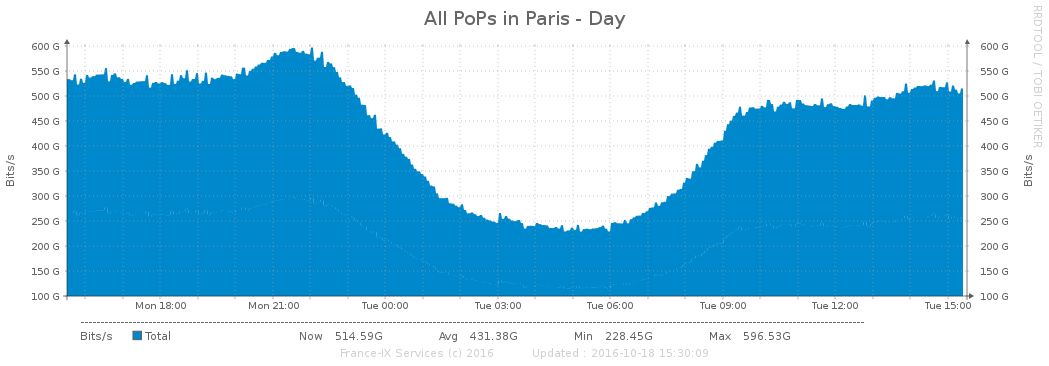 All PoPs in Paris - Day
RRDTOOL / TOBI OETIKER
600 G 600 G
550 G 550 G
500 G 500 G
450 G 450 G
400 G 400 G
350 G 350 G
300 G 300 G
250 G 250 G
200 G 200 G
150 G 150 G
100 G 100 G
Bits/s
Bits/s
Mon 18:00 Mon 21:00 Tue 00:00 Tue 03:00 Tue 06:00 Tue 09:00 Tue 12:00 Tue 15:00
Bits/s Total Now 514.59G Avg 431.38G Min 228.45G Max 596.53G
France-IX Services (c) 2016 Updated : 2016-10-18 15:30:09